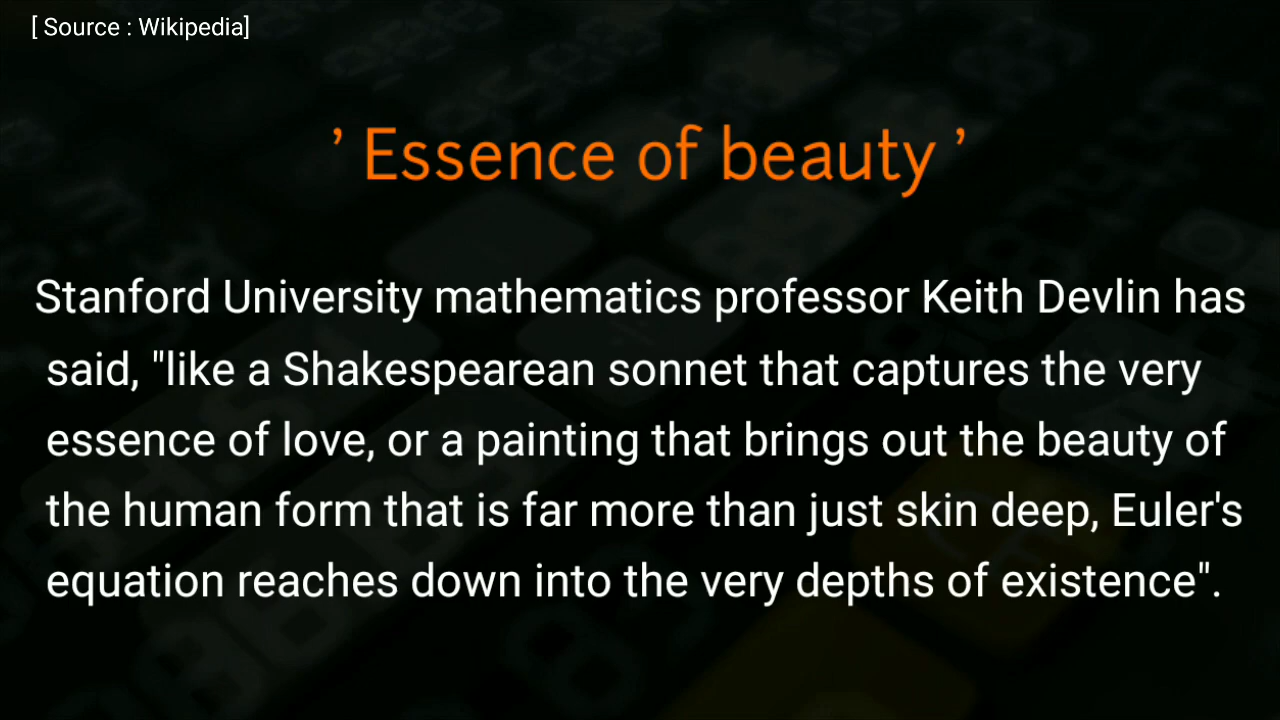 [ Source : Wikipedia]
’ Essence of beauty ’
Stanford University mathematics professor Keith Devlin has
said, "like a Shakespearean sonnet that captures the very
essence of love, or a painting that brings out the beauty of
the human form that is far more than just skin deep, Euler's
equation reaches down into the very depths of existence".